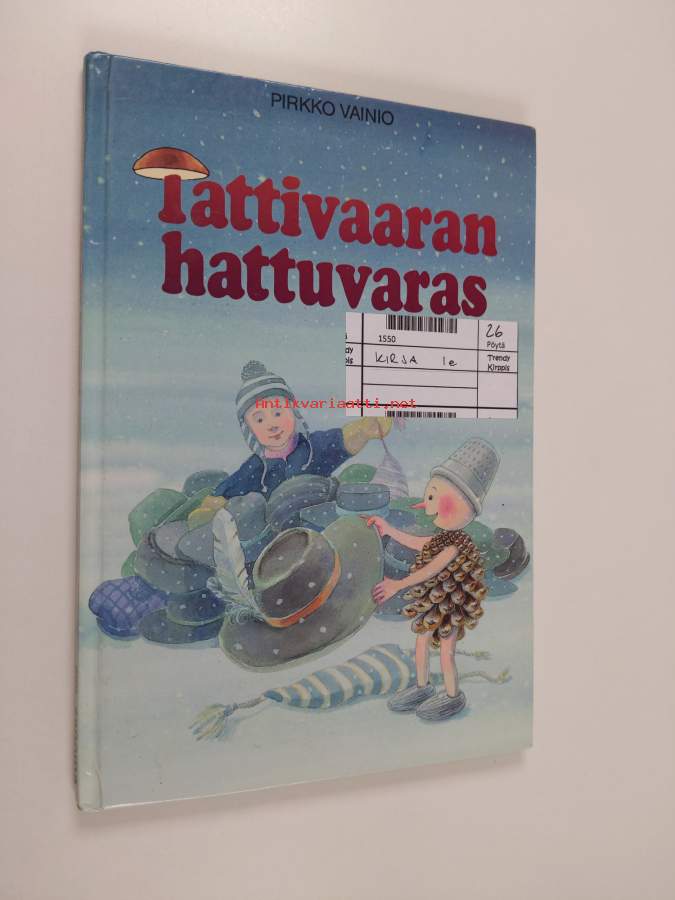 PIRKKO VAINIO
Tattivaaran
hattuvaras
1550
26
Pöytä
KIRJA 1e
Trendy
Kirppis
antikvariaatti.net